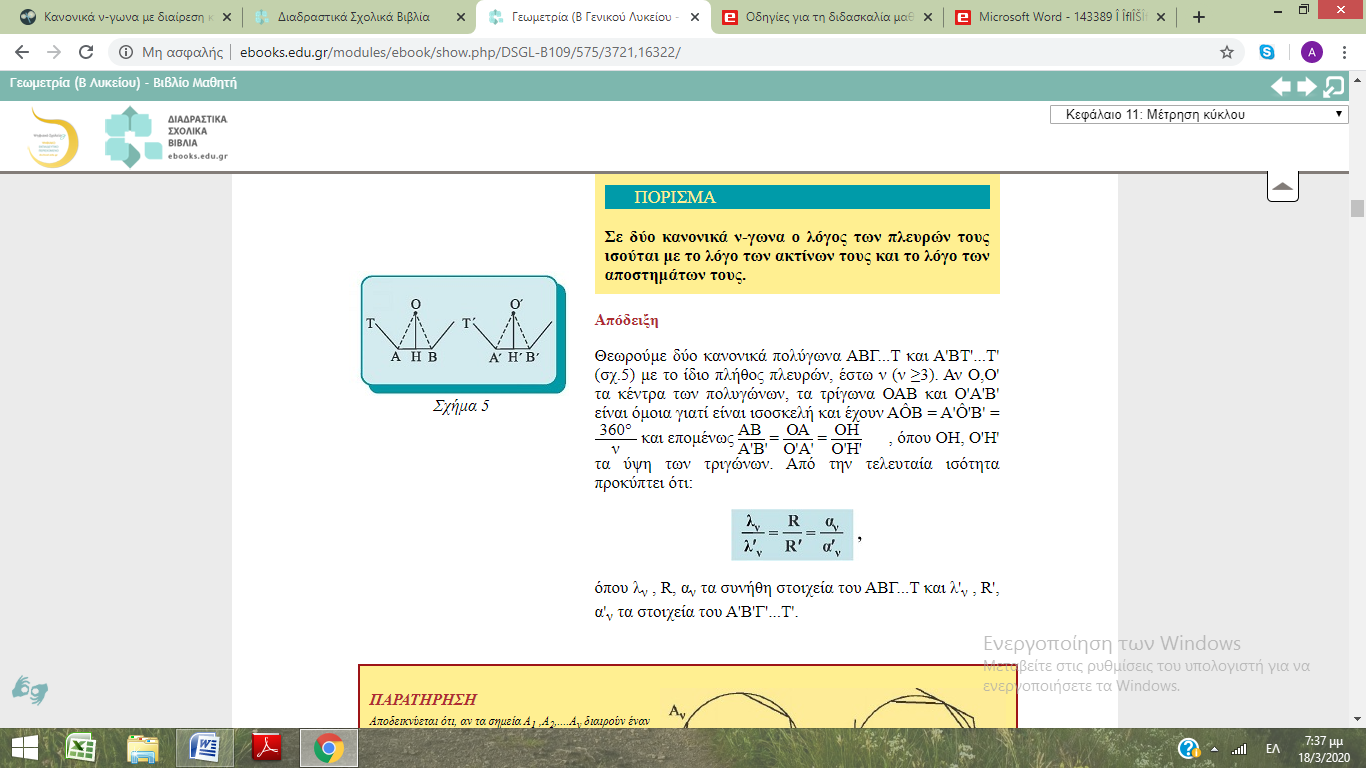 Κανονικά ν-γωνα με διαίρεση κ
Διαδραστικά Σχολικά Βιβλία
Γεωμετρία (Β Γενικού Λυκείου -
Οδηγίες για τη διδασκαλία μαθ
Microsoft Word - 143389
Μη ασφαλής
ebooks.edu.gr/modules/ebook/show.php/DSGL-B109/575/3721,16322/
A
Γεωμετρία (Β Λυκείου) - Βιβλίο Μαθητή
ΔΙΑΔΡΑΣΤΙΚΑ
ΣΧΟΛΙΚΑ
ΒΙΒΛΙΑ
ebooks.edu.gr
Κεφάλαιο 11: Μέτρηση κύκλου
ΠΟΡΙΣΜΑ
Σε δύο κανονικά ν-γωνα ο λόγος των πλευρών τους
ισούται με το λόγο των ακτίνων τους και το λόγο των
αποστημάτων τους.
O O′
T T′
A H B A′ H′ B′
Σχήμα 5
Απόδειξη
Θεωρούμε δύο κανονικά πολύγωνα ΑΒΓ...Τ και Α'ΒΤ'...Τ'
(σχ.5) με το ίδιο πλήθος πλευρών, έστω ν (ν ≥3). Αν Ο,Ο'
τα κέντρα των πολυγώνων, τα τρίγωνα ΟΑΒ και Ο'Α'Β'
είναι όμοια γιατί είναι ισοσκελή και έχουν ΑÔΒ = Α'Ô'Β' =
360°/ν και επομένως ΑΒ/Α'Β' = ΟΑ/Ο'Α' = ΟΗ/Ο'Η' , όπου ΟΗ, Ο'Η'
τα ύψη των τριγώνων. Από την τελευταία ισότητα
προκύπτει ότι:
λν/λ′ν = R/R′ = αν/α′ν ,
όπου λν , R, αν τα συνήθη στοιχεία του ΑΒΓ...Τ και λ'ν , R',
α'ν τα στοιχεία του Α'Β'Γ'...Τ'.
ΠΑΡΑΤΗΡΗΣΗ
Αποδεικνύεται ότι, αν τα σημεία Α1 ,Α2,....Αν διαιρούν έναν
Αν
Ενεργοποίηση των Windows
Μεταβείτε στις ρυθμίσεις του υπολογιστή για να
ενεργοποιήσετε τα Windows.
ΕΛ
7:37 μμ
18/3/2020